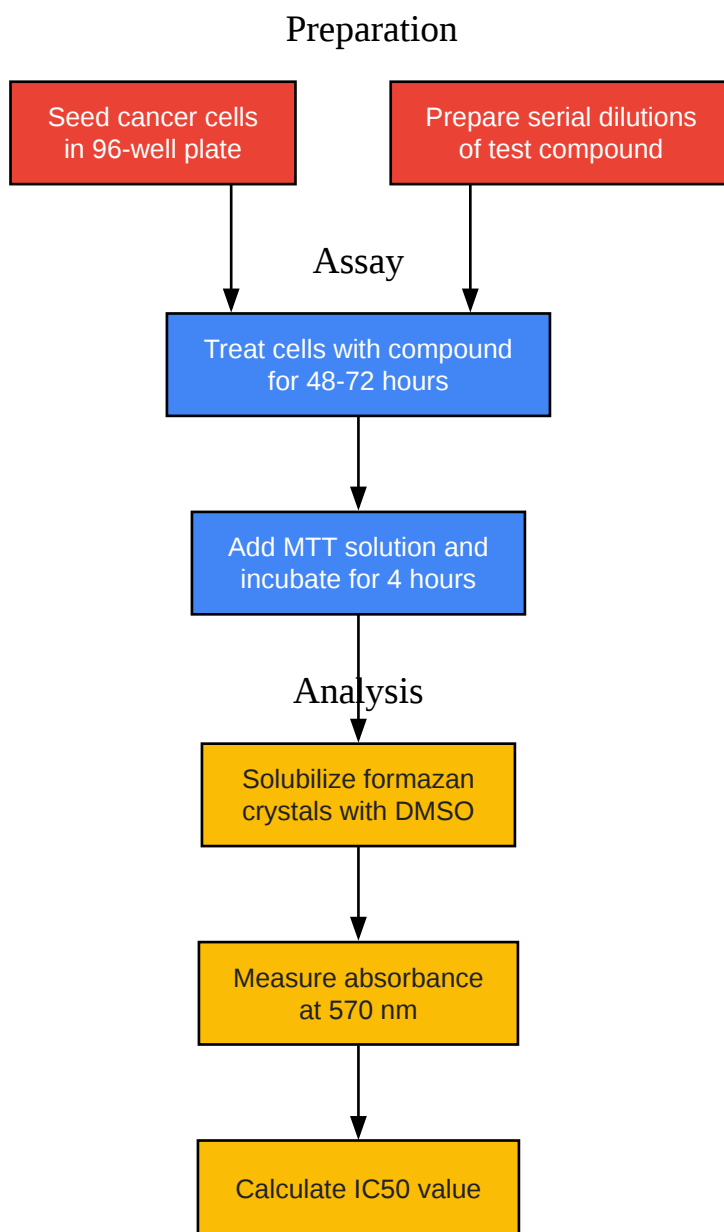 Preparation
Seed cancer cells
in 96-well plate
Prepare serial dilutions
of test compound
Assay
Treat cells with compound
for 48-72 hours
Add MTT solution and
incubate for 4 hours
Analysis
Solubilize formazan
crystals with DMSO
Measure absorbance
at 570 nm
Calculate IC50 value